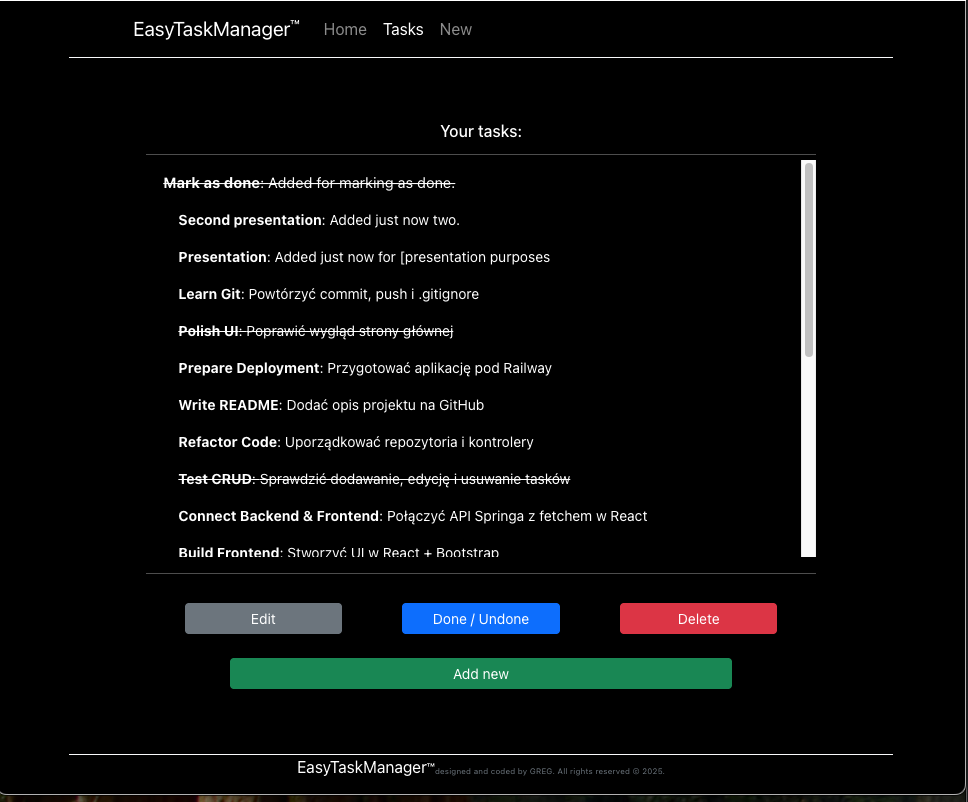 EasyTaskManager™ Home Tasks New
Your tasks:
Mark as done: Added for marking as done.
Second presentation: Added just now two.
Presentation: Added just now for [presentation purposes
Learn Git: Powtórzyć commit, push i .gitignore
Polish UI: Poprawić wygląd strony głównej
Prepare Deployment: Przygotować aplikację pod Railway
Write README: Dodać opis projektu na GitHub
Refactor Code: Uporządkować repozytoria i kontrolery
Test CRUD: Sprawdzić dodawanie, edycję i usuwanie tasków
Connect Backend & Frontend: Połączyć API Springa z fetchem w React
Build Frontend: Stworzyć UI w React + Bootstrap
Edit Done / Undone Delete
Add new
EasyTaskManager™ designed and coded by GREG. All rights reserved © 2025.